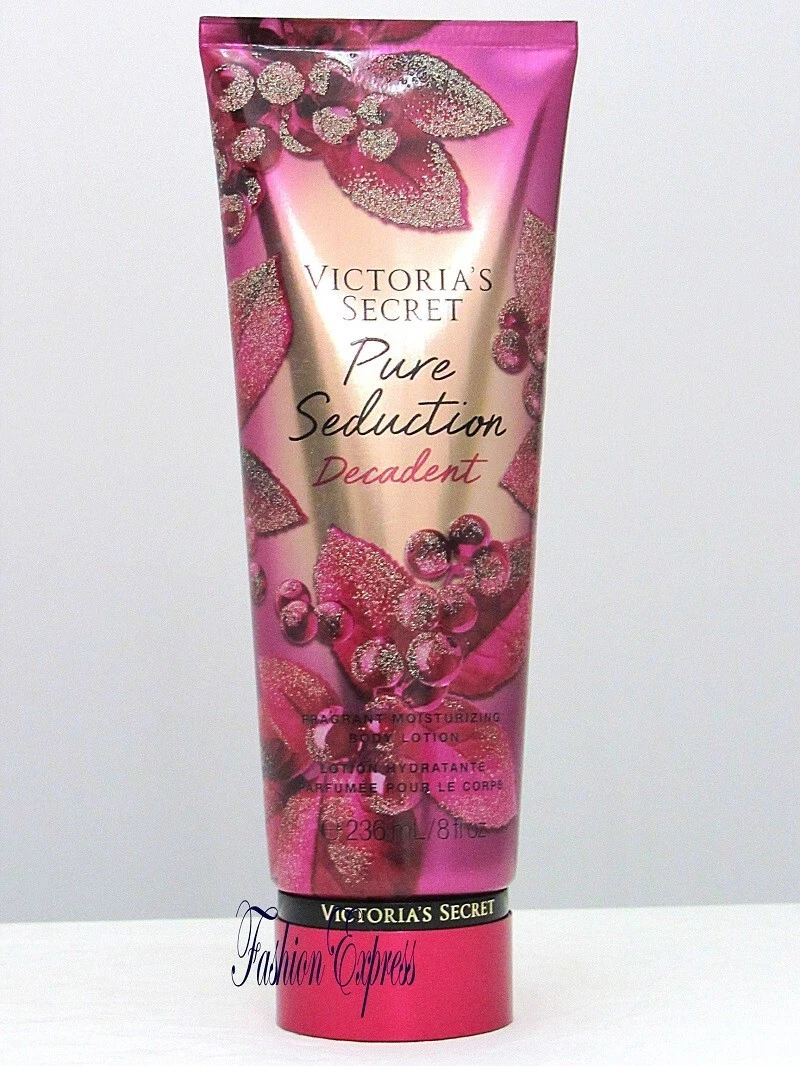 VICTORIA'S
SECRET
Pure
Seduction
Decadent
FRAGRANT MOISTURIZING
BODY LOTION
LOTION HYDRATANTE
PARFUMÉE POUR LE CORPS
℮ 236 mL/8 fl oz
VICTORIA'S SECRET
Fashion Express